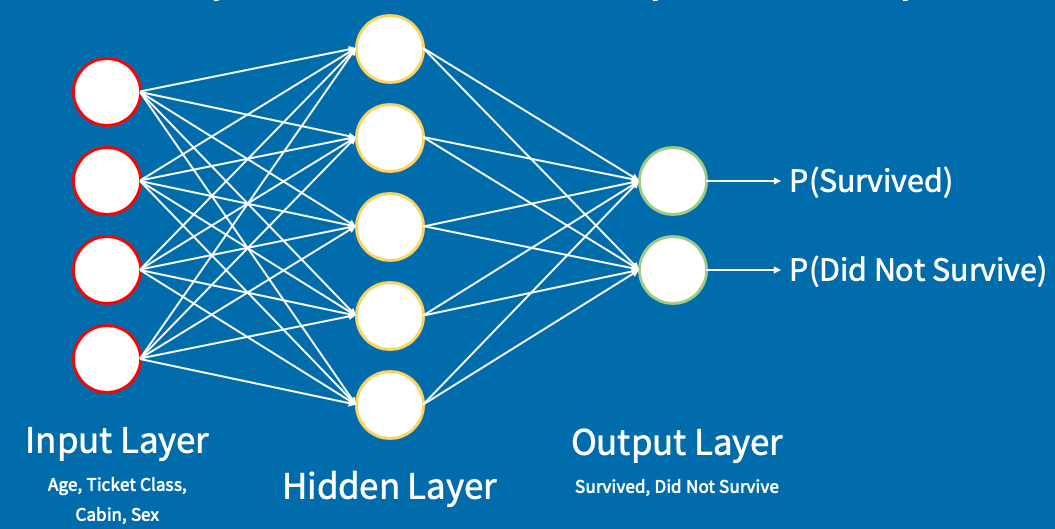 P(Survived)
P(Did Not Survive)
Input Layer
Age, Ticket Class,
Cabin, Sex
Hidden Layer
Output Layer
Survived, Did Not Survive